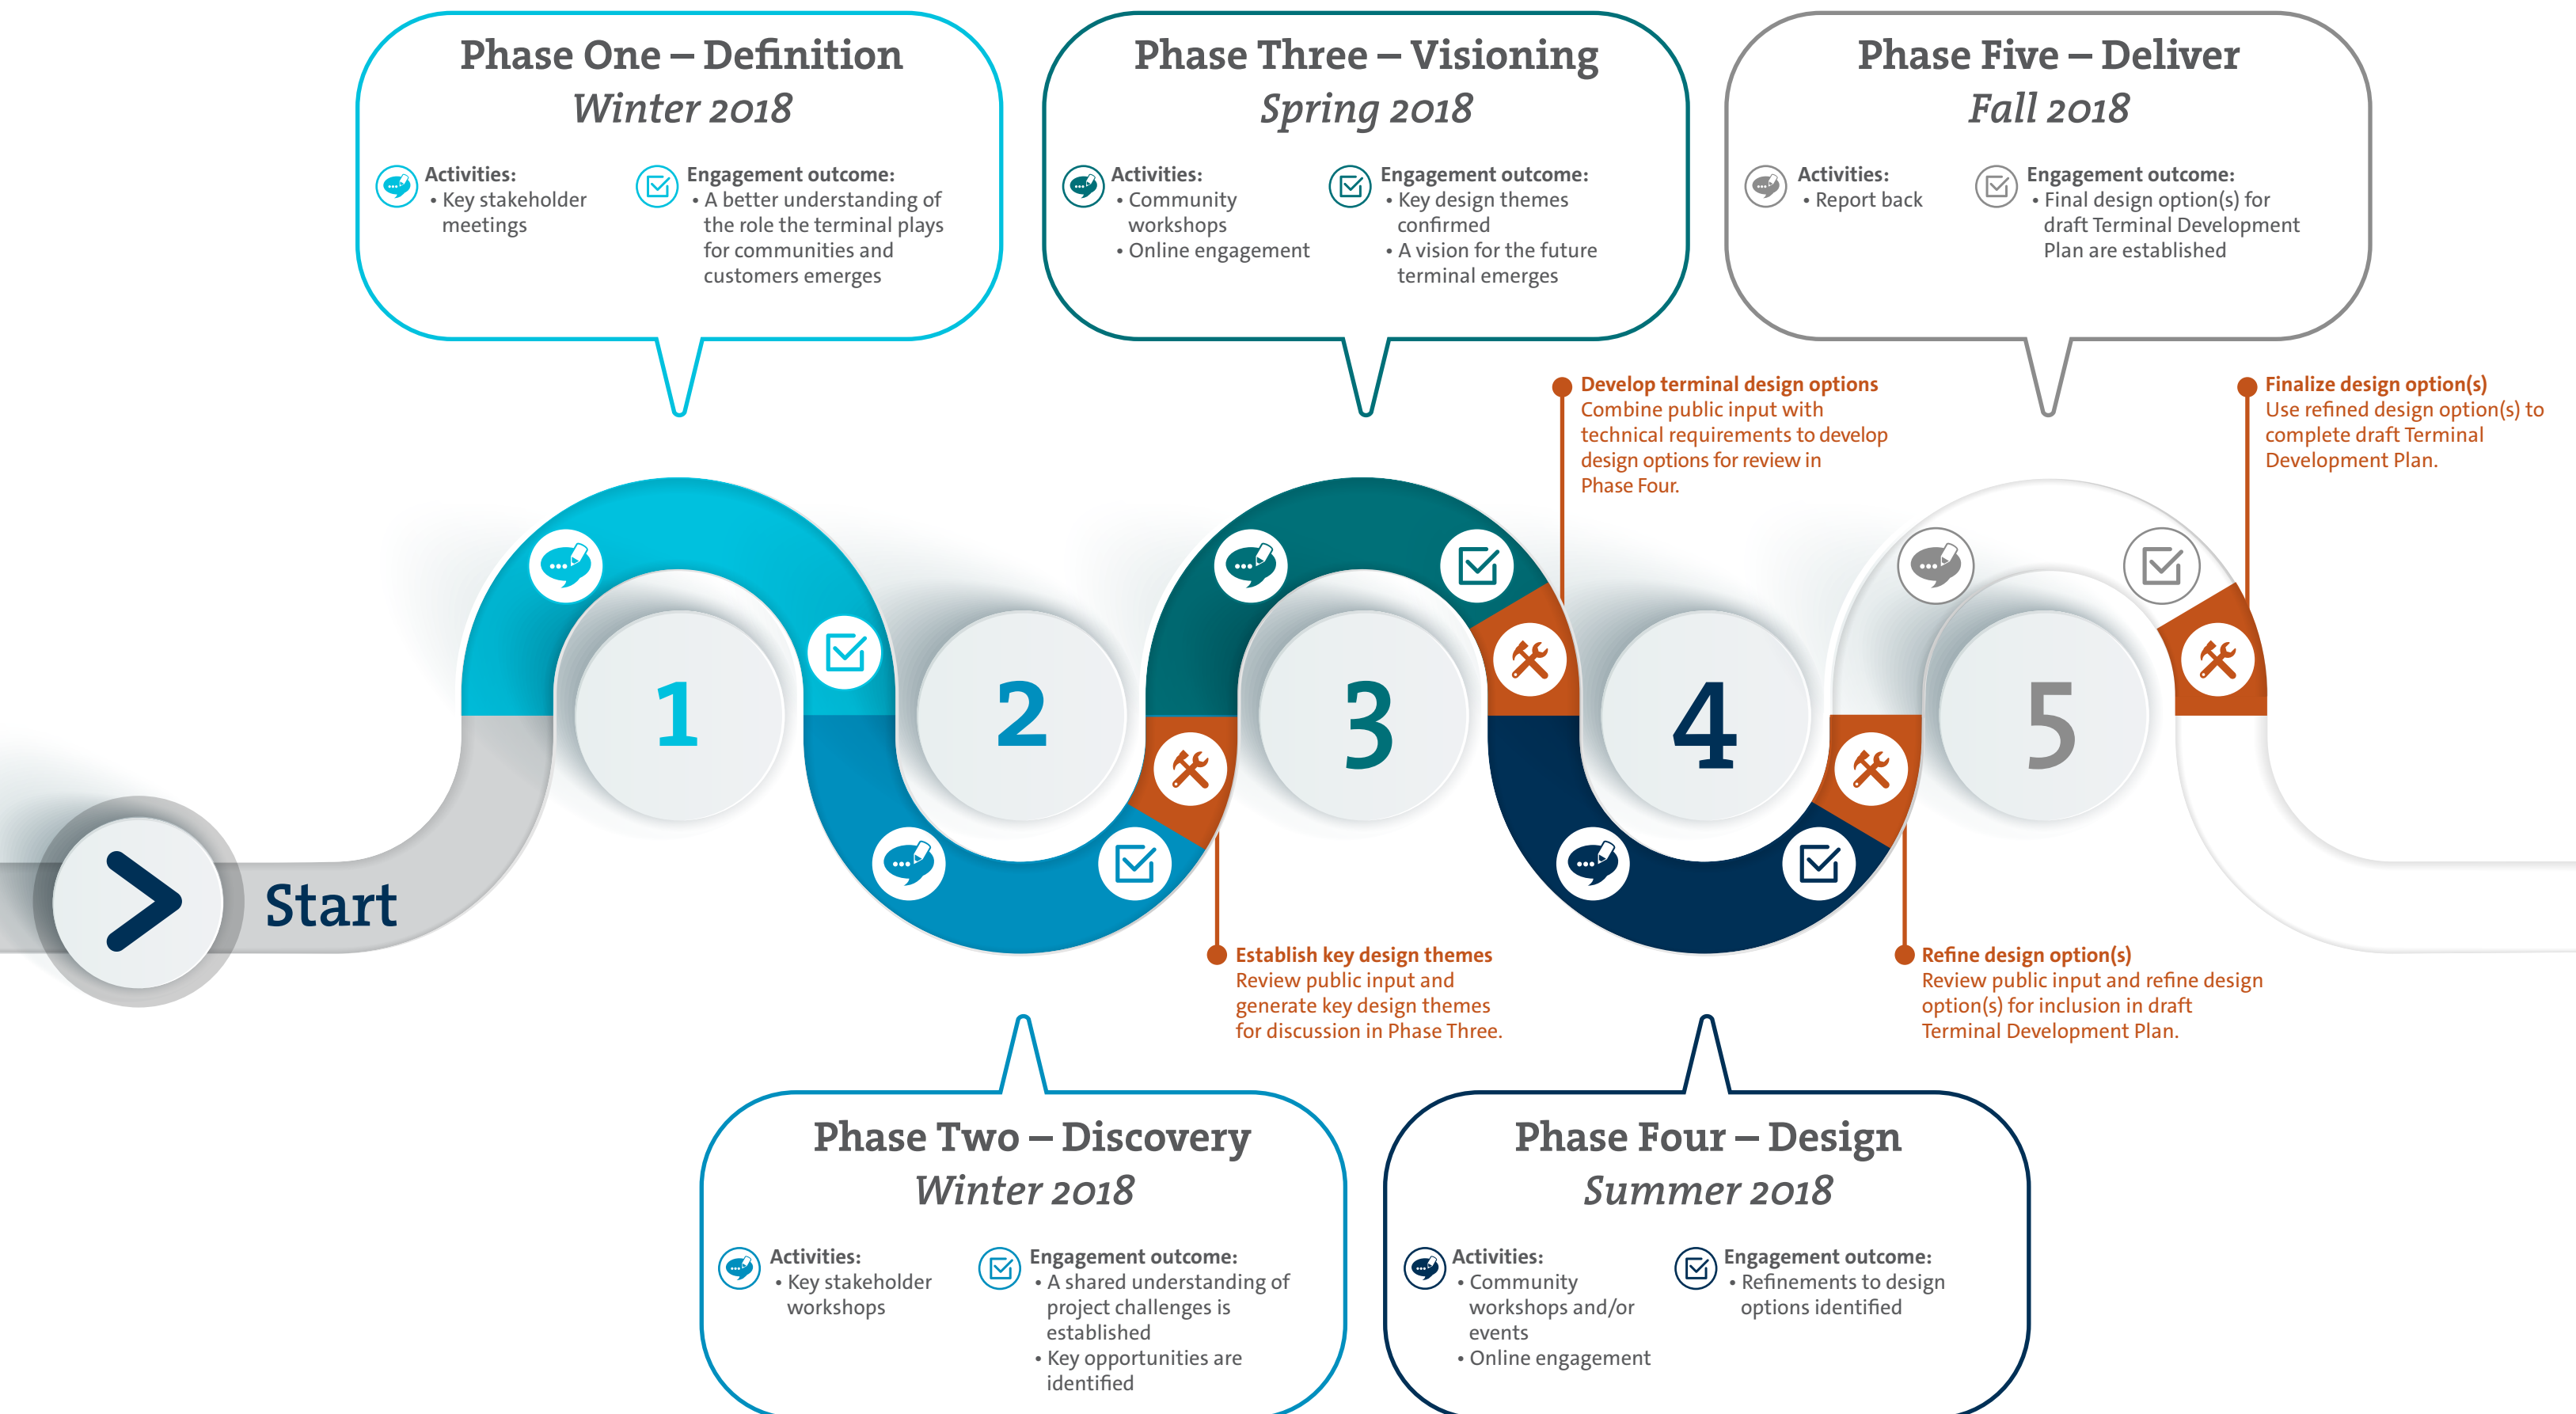 Phase One – Definition
Winter 2018
Activities:
• Key stakeholder
meetings
Engagement outcome:
• A better understanding of
the role the terminal plays
for communities and
customers emerges
Phase Three – Visioning
Spring 2018
Activities:
• Community
workshops
• Online engagement
Engagement outcome:
• Key design themes
confirmed
• A vision for the future
terminal emerges
Phase Five – Deliver
Fall 2018
Activities:
• Report back
Engagement outcome:
• Final design option(s) for
draft Terminal Development
Plan are established
Develop terminal design options
Combine public input with
technical requirements to develop
design options for review in
Phase Four.
Finalize design option(s)
Use refined design option(s) to
complete draft Terminal
Development Plan.
1
2
3
4
5
Start
Establish key design themes
Review public input and
generate key design themes
for discussion in Phase Three.
Refine design option(s)
Review public input and refine design
option(s) for inclusion in draft
Terminal Development Plan.
Phase Two – Discovery
Winter 2018
Activities:
• Key stakeholder
workshops
Engagement outcome:
• A shared understanding of
project challenges is
established
• Key opportunities are
identified
Phase Four – Design
Summer 2018
Activities:
• Community
workshops and/or
events
• Online engagement
Engagement outcome:
• Refinements to design
options identified